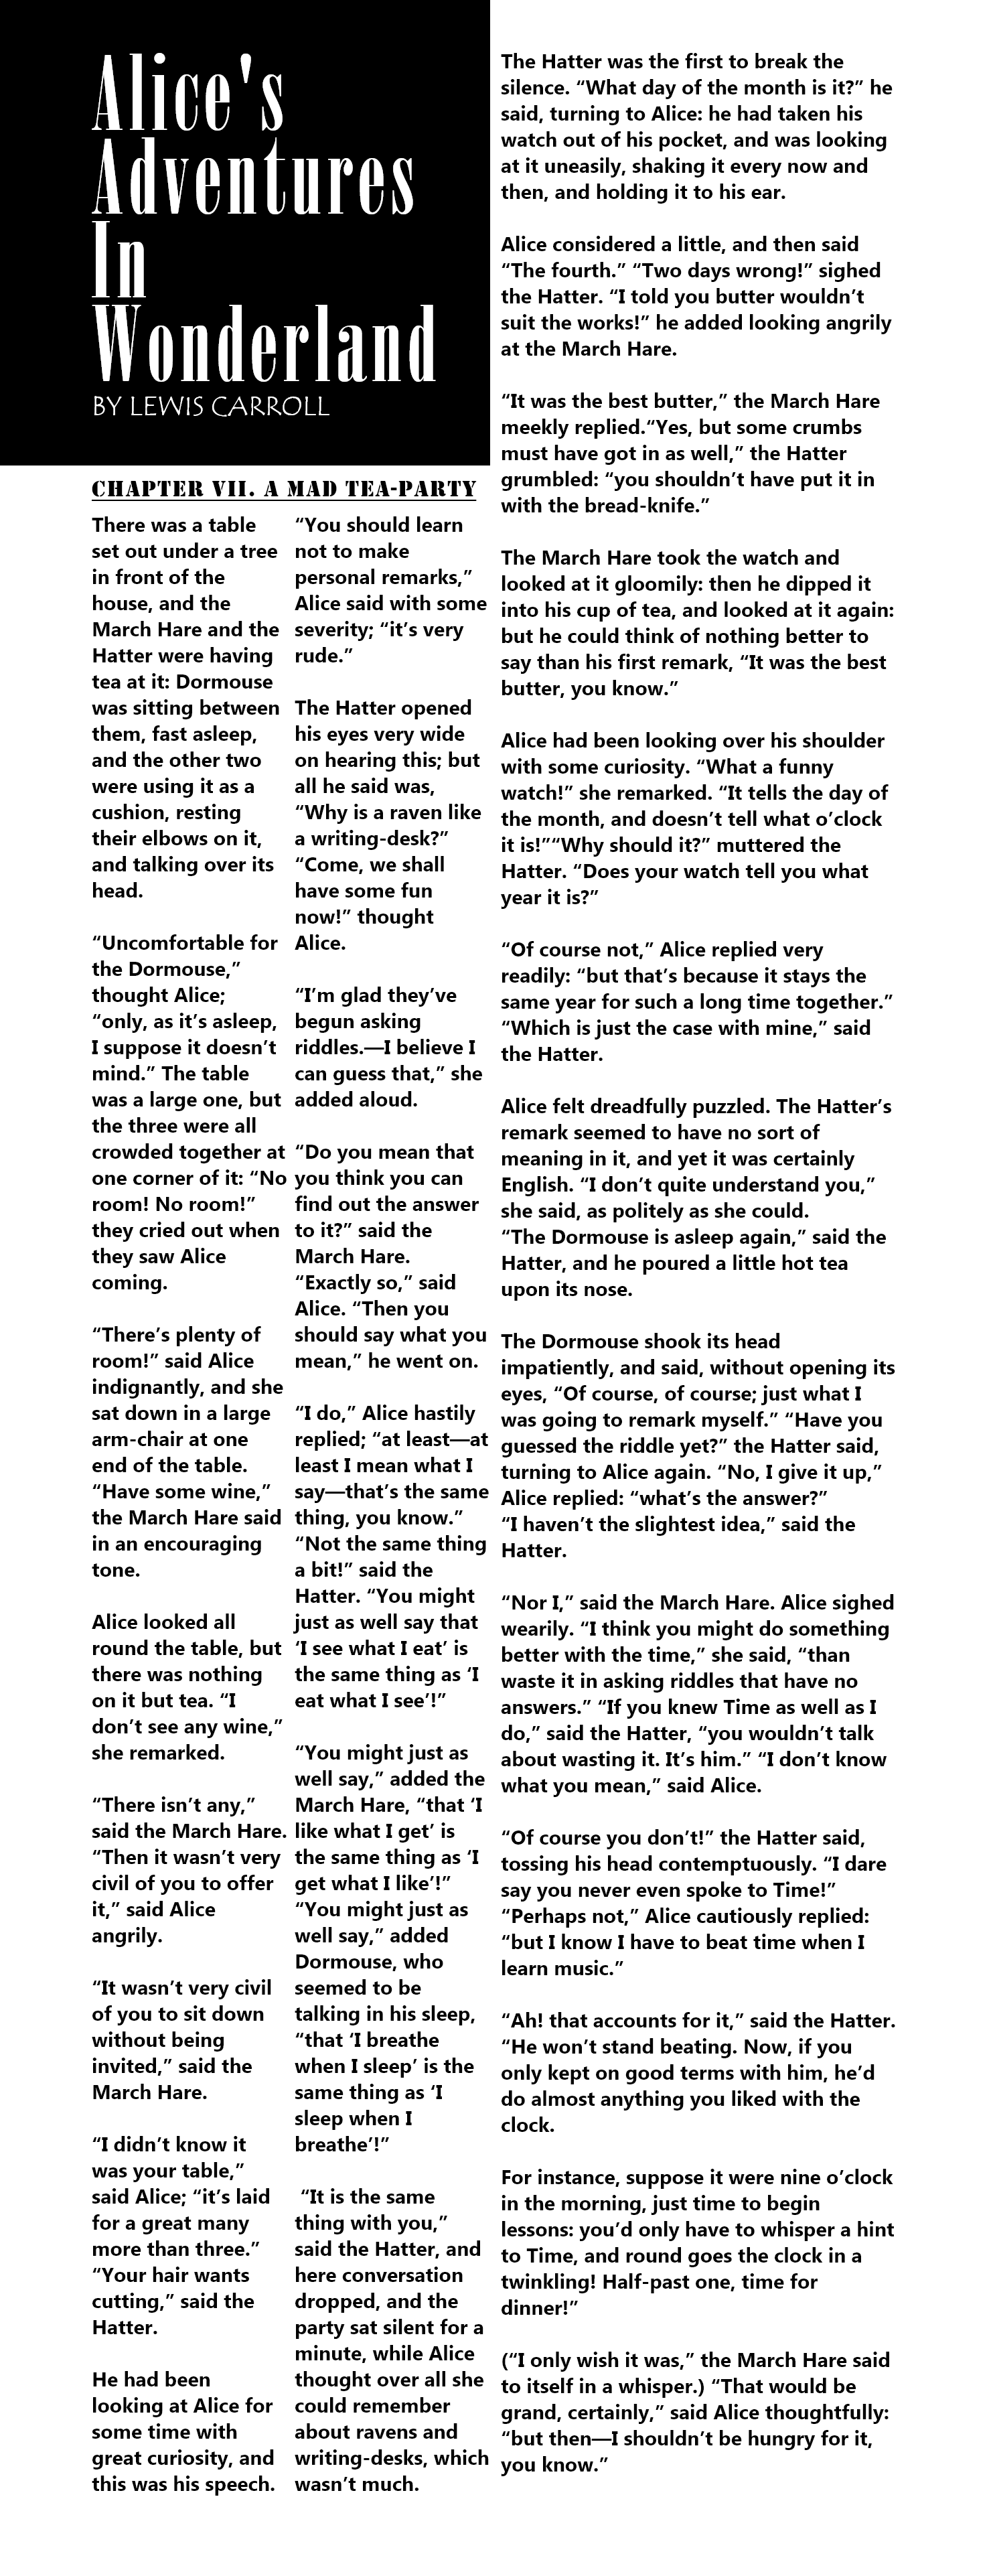 Alice's
Adventures
In
Wonderland
BY LEWIS CARROLL
CHAPTER VII. A MAD TEA-PARTY
There was a table
set out under a tree
in front of the
house, and the
March Hare and the
Hatter were having
tea at it: Dormouse
was sitting between
them, fast asleep,
and the other two
were using it as a
cushion, resting
their elbows on it,
and talking over its
head.
“Uncomfortable for
the Dormouse,”
thought Alice;
“only, as it’s asleep,
I suppose it doesn’t
mind.” The table
was a large one, but
the three were all
crowded together at
one corner of it: “No
room! No room!”
they cried out when
they saw Alice
coming.
“There’s plenty of
room!” said Alice
indignantly, and she
sat down in a large
arm-chair at one
end of the table.
“Have some wine,”
the March Hare said
in an encouraging
tone.
Alice looked all
round the table, but
there was nothing
on it but tea. “I
don’t see any wine,”
she remarked.
“There isn’t any,”
said the March Hare.
“Then it wasn’t very
civil of you to offer
it,” said Alice
angrily.
“It wasn’t very civil
of you to sit down
without being
invited,” said the
March Hare.
“I didn’t know it
was your table,”
said Alice; “it’s laid
for a great many
more than three.”
“Your hair wants
cutting,” said the
Hatter.
He had been
looking at Alice for
some time with
great curiosity, and
this was his speech.
“You should learn
not to make
personal remarks,”
Alice said with some
severity; “it’s very
rude.”
The Hatter opened
his eyes very wide
on hearing this; but
all he said was,
“Why is a raven like
a writing-desk?”
“Come, we shall
have some fun
now!” thought
Alice.
“I’m glad they’ve
begun asking
riddles.—I believe I
can guess that,” she
added aloud.
“Do you mean that
you think you can
find out the answer
to it?” said the
March Hare.
“Exactly so,” said
Alice. “Then you
should say what you
mean,” he went on.
“I do,” Alice hastily
replied; “at least—at
least I mean what I
say—that’s the same
thing, you know.”
“Not the same thing
a bit!” said the
Hatter. “You might
just as well say that
‘I see what I eat’ is
the same thing as ‘I
eat what I see’!”
“You might just as
well say,” added the
March Hare, “that ‘I
like what I get’ is
the same thing as ‘I
get what I like’!”
“You might just as
well say,” added
Dormouse, who
seemed to be
talking in his sleep,
“that ‘I breathe
when I sleep’ is the
same thing as ‘I
sleep when I
breathe’!”
“It is the same
thing with you,”
said the Hatter, and
here conversation
dropped, and the
party sat silent for a
minute, while Alice
thought over all she
could remember
about ravens and
writing-desks, which
wasn’t much.
The Hatter was the first to break the
silence. “What day of the month is it?” he
said, turning to Alice: he had taken his
watch out of his pocket, and was looking
at it uneasily, shaking it every now and
then, and holding it to his ear.
Alice considered a little, and then said
“The fourth.” “Two days wrong!” sighed
the Hatter. “I told you butter wouldn’t
suit the works!” he added looking angrily
at the March Hare.
“It was the best butter,” the March Hare
meekly replied.“Yes, but some crumbs
must have got in as well,” the Hatter
grumbled: “you shouldn’t have put it in
with the bread-knife.”
The March Hare took the watch and
looked at it gloomily: then he dipped it
into his cup of tea, and looked at it again:
but he could think of nothing better to
say than his first remark, “It was the best
butter, you know.”
Alice had been looking over his shoulder
with some curiosity. “What a funny
watch!” she remarked. “It tells the day of
the month, and doesn’t tell what o’clock
it is!”“Why should it?” muttered the
Hatter. “Does your watch tell you what
year it is?”
“Of course not,” Alice replied very
readily: “but that’s because it stays the
same year for such a long time together.”
“Which is just the case with mine,” said
the Hatter.
Alice felt dreadfully puzzled. The Hatter’s
remark seemed to have no sort of
meaning in it, and yet it was certainly
English. “I don’t quite understand you,”
she said, as politely as she could.
“The Dormouse is asleep again,” said the
Hatter, and he poured a little hot tea
upon its nose.
The Dormouse shook its head
impatiently, and said, without opening its
eyes, “Of course, of course; just what I
was going to remark myself.” “Have you
guessed the riddle yet?” the Hatter said,
turning to Alice again. “No, I give it up,”
Alice replied: “what’s the answer?”
“I haven’t the slightest idea,” said the
Hatter.
“Nor I,” said the March Hare. Alice sighed
wearily. “I think you might do something
better with the time,” she said, “than
waste it in asking riddles that have no
answers.” “If you knew Time as well as I
do,” said the Hatter, “you wouldn’t talk
about wasting it. It’s him.” “I don’t know
what you mean,” said Alice.
“Of course you don’t!” the Hatter said,
tossing his head contemptuously. “I dare
say you never even spoke to Time!”
“Perhaps not,” Alice cautiously replied:
“but I know I have to beat time when I
learn music.”
“Ah! that accounts for it,” said the Hatter.
“He won’t stand beating. Now, if you
only kept on good terms with him, he’d
do almost anything you liked with the
clock.
For instance, suppose it were nine o’clock
in the morning, just time to begin
lessons: you’d only have to whisper a hint
to Time, and round goes the clock in a
twinkling! Half-past one, time for
dinner!”
(“I only wish it was,” the March Hare said
to itself in a whisper.) “That would be
grand, certainly,” said Alice thoughtfully:
“but then—I shouldn’t be hungry for it,
you know.”